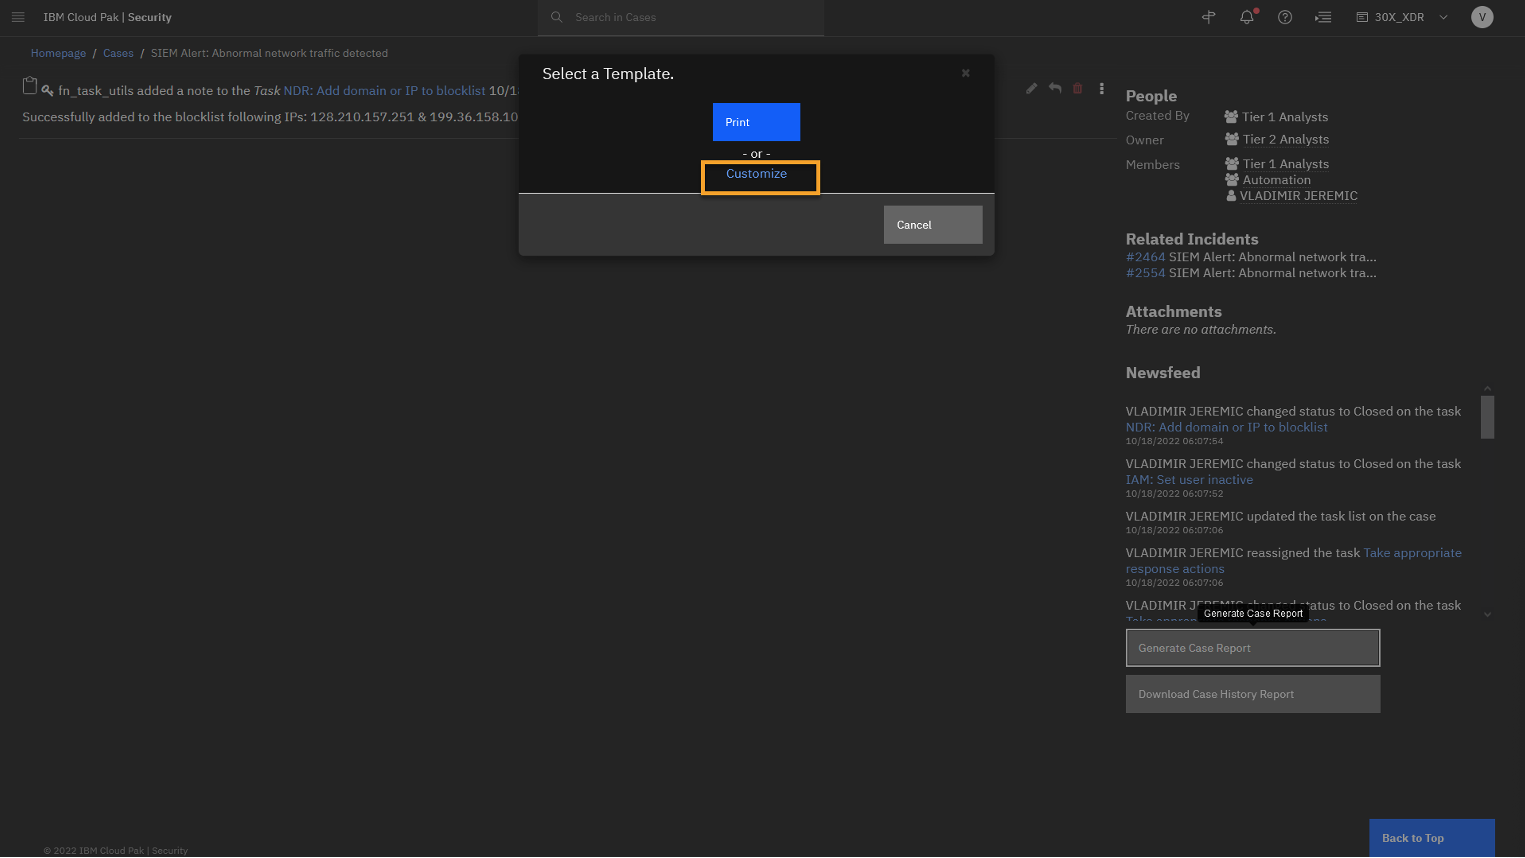 IBM Cloud Pak | Security
Search in Cases
30X_XDR
V
Homepage / Cases / SIEM Alert: Abnormal network traffic detected
fn_task_utils added a note to the Task NDR: Add domain or IP to blocklist 10/1
Successfully added to the blocklist following IPs: 128.210.157.251 & 199.36.158.10
Select a Template.
Print
- or -
Customize
Cancel
People
Created By Tier 1 Analysts
Owner Tier 2 Analysts
Members Tier 1 Analysts
Automation
VLADIMIR JEREMIC
Related Incidents
#2464 SIEM Alert: Abnormal network tra...
#2554 SIEM Alert: Abnormal network tra...
Attachments
There are no attachments.
Newsfeed
VLADIMIR JEREMIC changed status to Closed on the task
NDR: Add domain or IP to blocklist
10/18/2022 06:07:54
VLADIMIR JEREMIC changed status to Closed on the task
IAM: Set user inactive
10/18/2022 06:07:52
VLADIMIR JEREMIC updated the task list on the case
10/18/2022 06:07:06
VLADIMIR JEREMIC reassigned the task Take appropriate
response actions
10/18/2022 06:07:06
VLADIMIR JEREMIC changed status to Closed on the task
Generate Case Report
Generate Case Report
Download Case History Report
Back to Top
© 2022 IBM Cloud Pak | Security